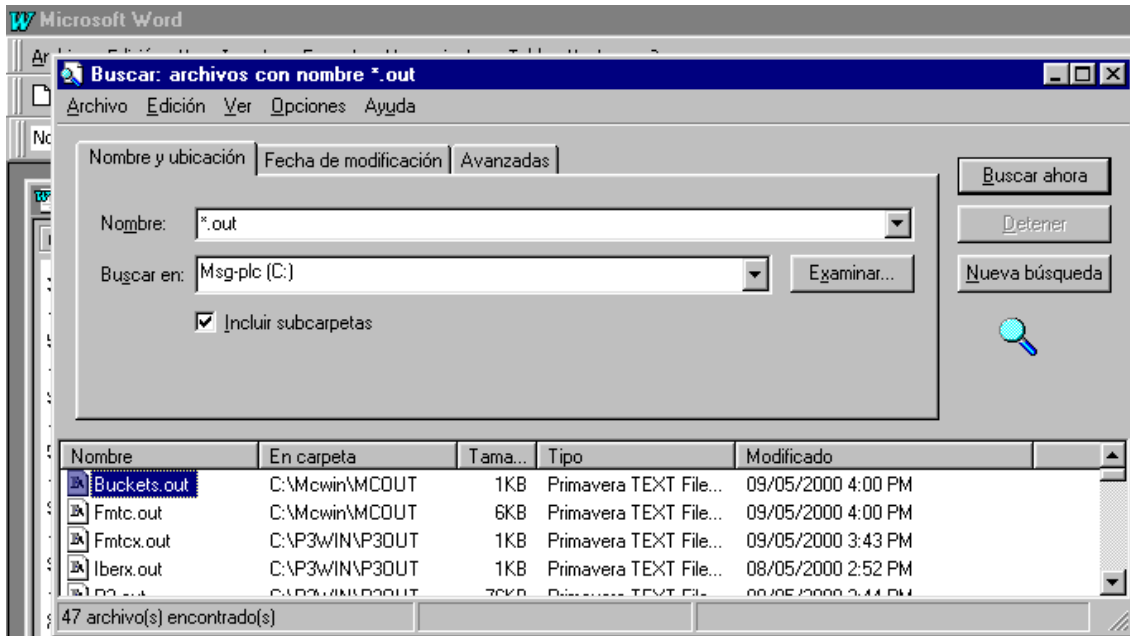 Microsoft Word
Buscar: archivos con nombre *.out
Archivo Edición Ver Opciones Ayuda
Nombre y ubicación Fecha de modificación Avanzadas
Buscar ahora
Nombre: *.out
Detener
Buscar en: Msg-plc (C:) Examinar... Nueva búsqueda
Incluir subcarpetas
Nombre En carpeta Tama... Tipo Modificado
Buckets.out C:\Mcwin\MCOUT 1KB Primavera TEXT File... 09/05/2000 4:00 PM
Fmtc.out C:\Mcwin\MCOUT 6KB Primavera TEXT File... 09/05/2000 4:00 PM
Fmtcx.out C:\P3WIN\P3OUT 1KB Primavera TEXT File... 09/05/2000 3:43 PM
Iberx.out C:\P3WIN\P3OUT 1KB Primavera TEXT File... 08/05/2000 2:52 PM
47 archivo(s) encontrado(s)